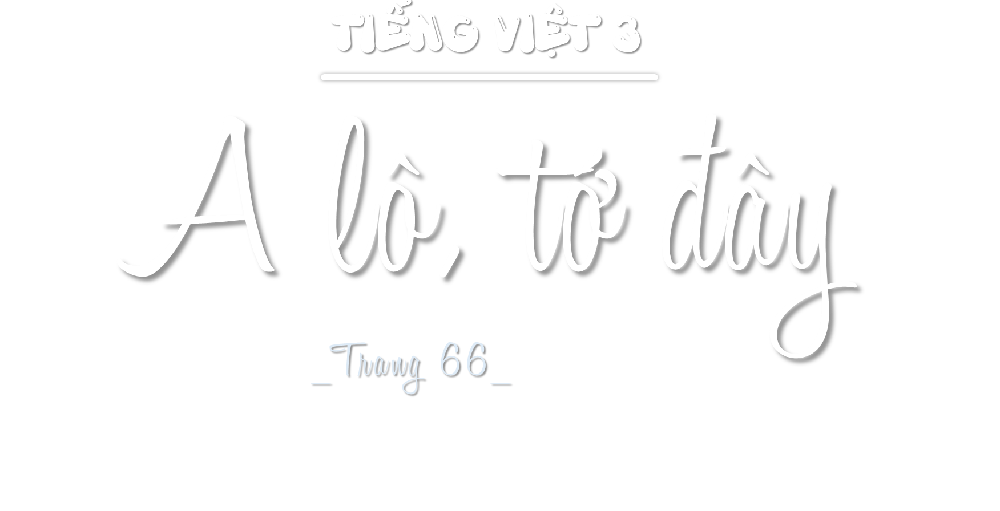 TIẾNG VIỆT 3
A lô, tớ đây
_Trang 66_